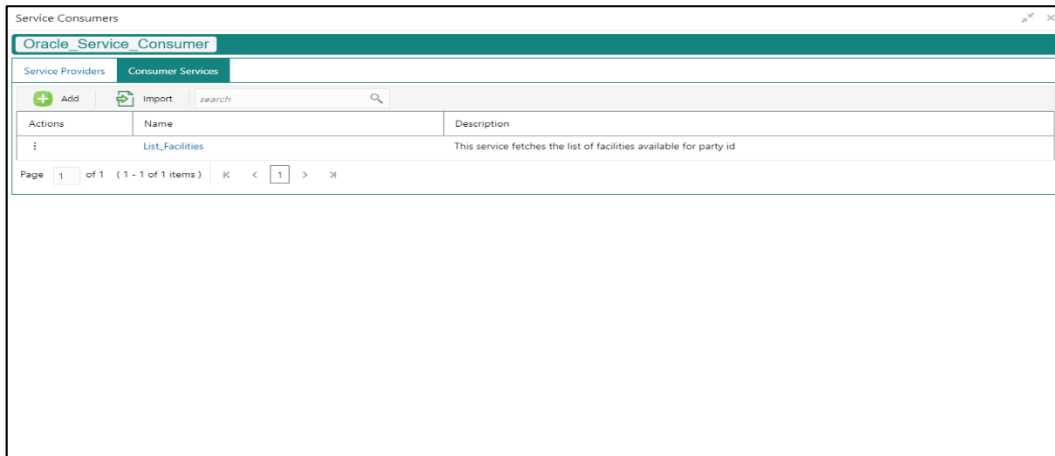 Service Consumers
Oracle_Service_Consumer
Service Providers Consumer Services
Add Import search
Actions Name Description
List_Facilities This service fetches the list of facilities available for party id
Page 1 of 1 (1 - 1 of 1 items) K < 1 > >|